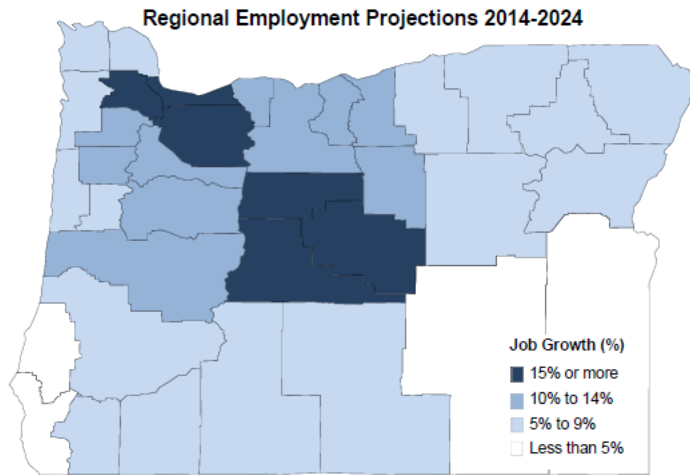 Regional Employment Projections 2014-2024
Job Growth (%)
15% or more
10% to 14%
5% to 9%
Less than 5%